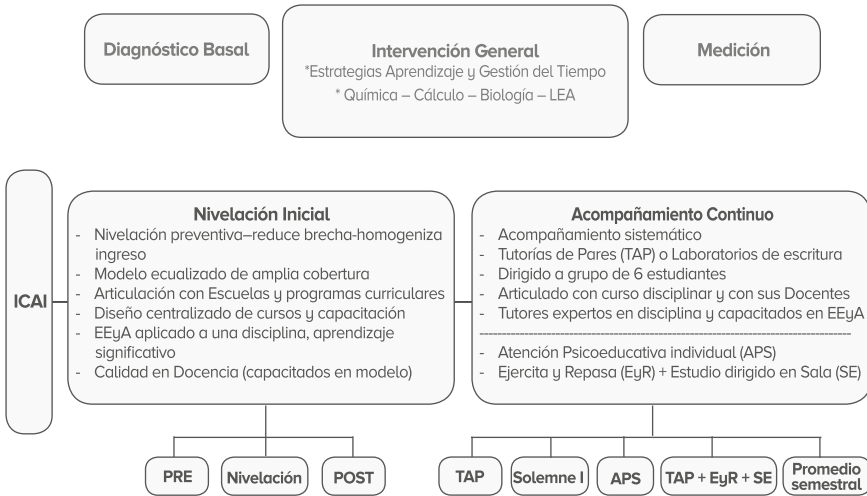 Diagnóstico Basal
Intervención General
*Estrategias Aprendizaje y Gestión del Tiempo
* Química – Cálculo – Biología – LEA
Medición
ICAI
Nivelación Inicial
- Nivelación preventiva–reduce brecha-homogeniza
ingreso
- Modelo ecualizado de amplia cobertura
- Articulación con Escuelas y programas curriculares
- Diseño centralizado de cursos y capacitación
- EEyA aplicado a una disciplina, aprendizaje
significativo
- Calidad en Docencia (capacitados en modelo)
Acompañamiento Continuo
- Acompañamiento sistemático
- Tutorías de Pares (TAP) o Laboratorios de escritura
- Dirigido a grupo de 6 estudiantes
- Articulado con curso disciplinar y con sus Docentes
- Tutores expertos en disciplina y capacitados en EEyA
- Atención Psicoeducativa individual (APS)
- Ejercita y Repasa (EyR) + Estudio dirigido en Sala (SE)
PRE
Nivelación
POST
TAP
Solemne I
APS
TAP + EyR + SE
Promedio
semestral